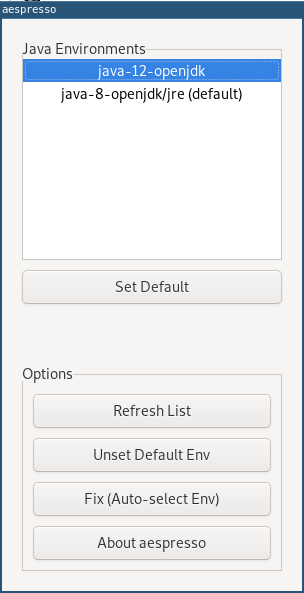 aespresso
Java Environments
java-12-openjdk
java-8-openjdk/jre (default)
Set Default
Options
Refresh List
Unset Default Env
Fix (Auto-select Env)
About aespresso